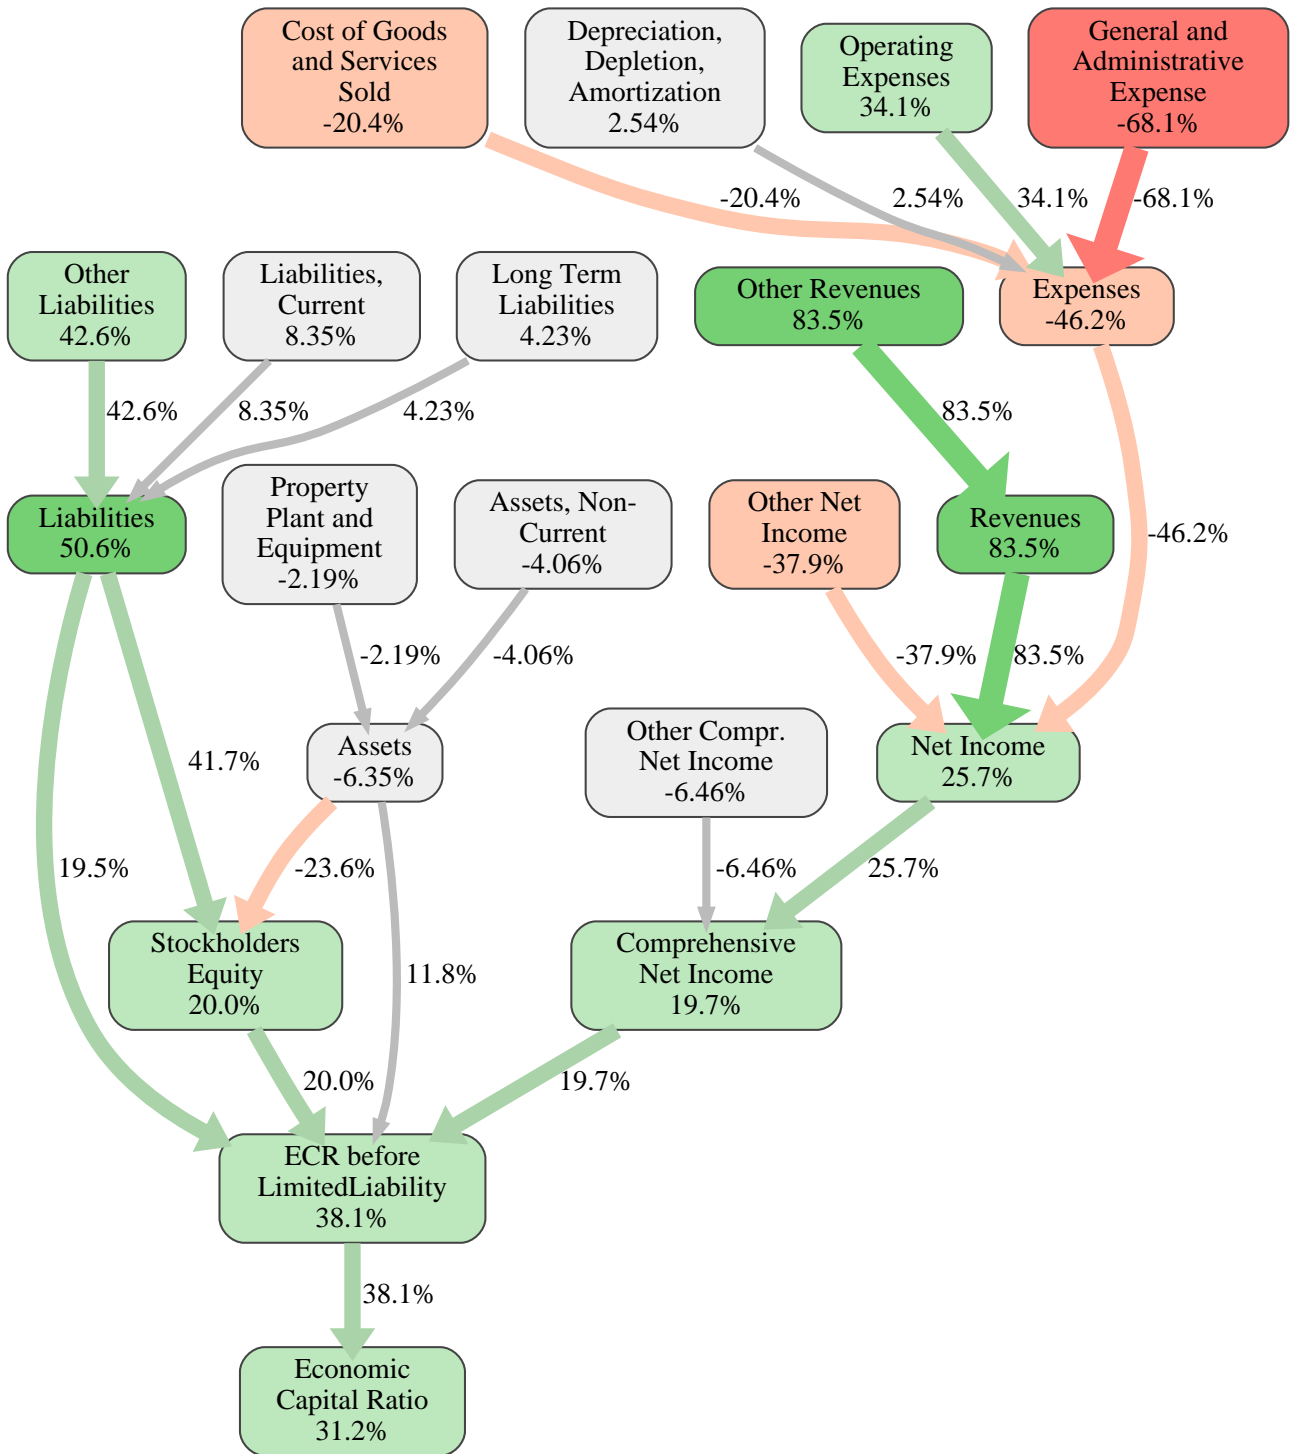 Cost of Goods
and Services
Sold
-20.4%
Depreciation,
Depletion,
Amortization
2.54%
Operating
Expenses
34.1%
General and
Administrative
Expense
-68.1%
-20.4%
2.54%
34.1%
-68.1%
Other
Liabilities
42.6%
Liabilities,
Current
8.35%
Long Term
Liabilities
4.23%
Other Revenues
83.5%
Expenses
-46.2%
42.6%
8.35%
4.23%
83.5%
Liabilities
50.6%
Property
Plant and
Equipment
-2.19%
Assets, Non-
Current
-4.06%
Other Net
Income
-37.9%
Revenues
83.5%
-46.2%
-2.19%
-4.06%
-37.9%
83.5%
41.7%
Assets
-6.35%
Other Compr.
Net Income
-6.46%
Net Income
25.7%
19.5%
-23.6%
-6.46%
25.7%
Stockholders
Equity
20.0%
11.8%
Comprehensive
Net Income
19.7%
20.0%
19.7%
ECR before
LimitedLiability
38.1%
38.1%
Economic
Capital Ratio
31.2%